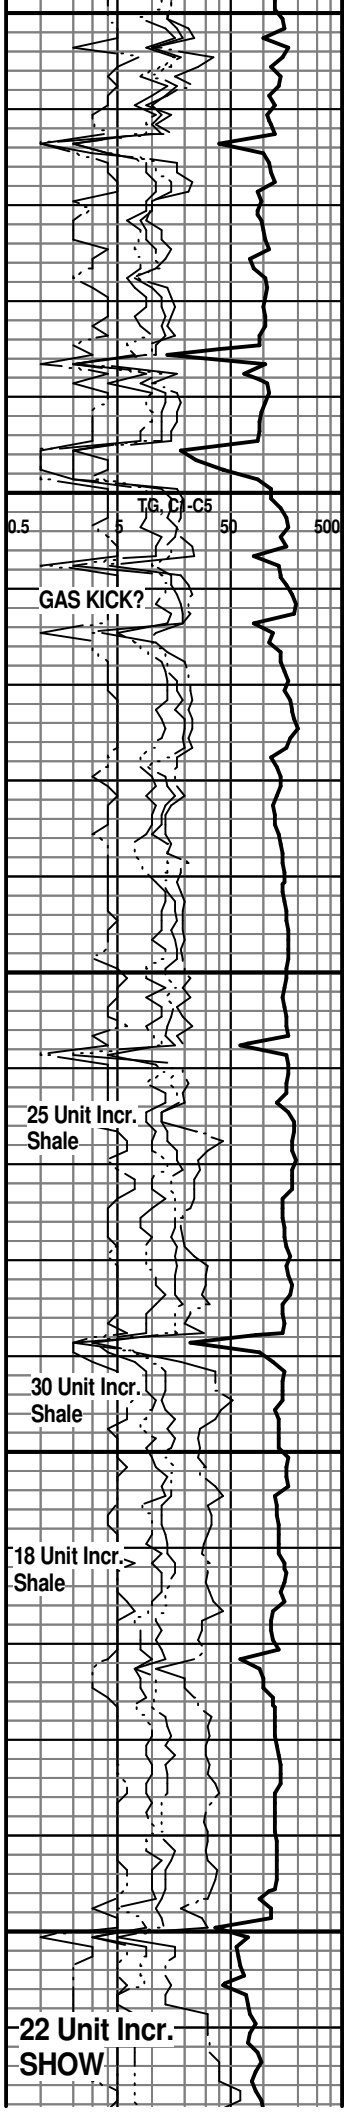 TG, C1-C5
0.5 5 50 500
GAS KICK?
25 Unit Incr.
Shale
30 Unit Incr.
Shale
18 Unit Incr.
Shale
22 Unit Incr.
SHOW